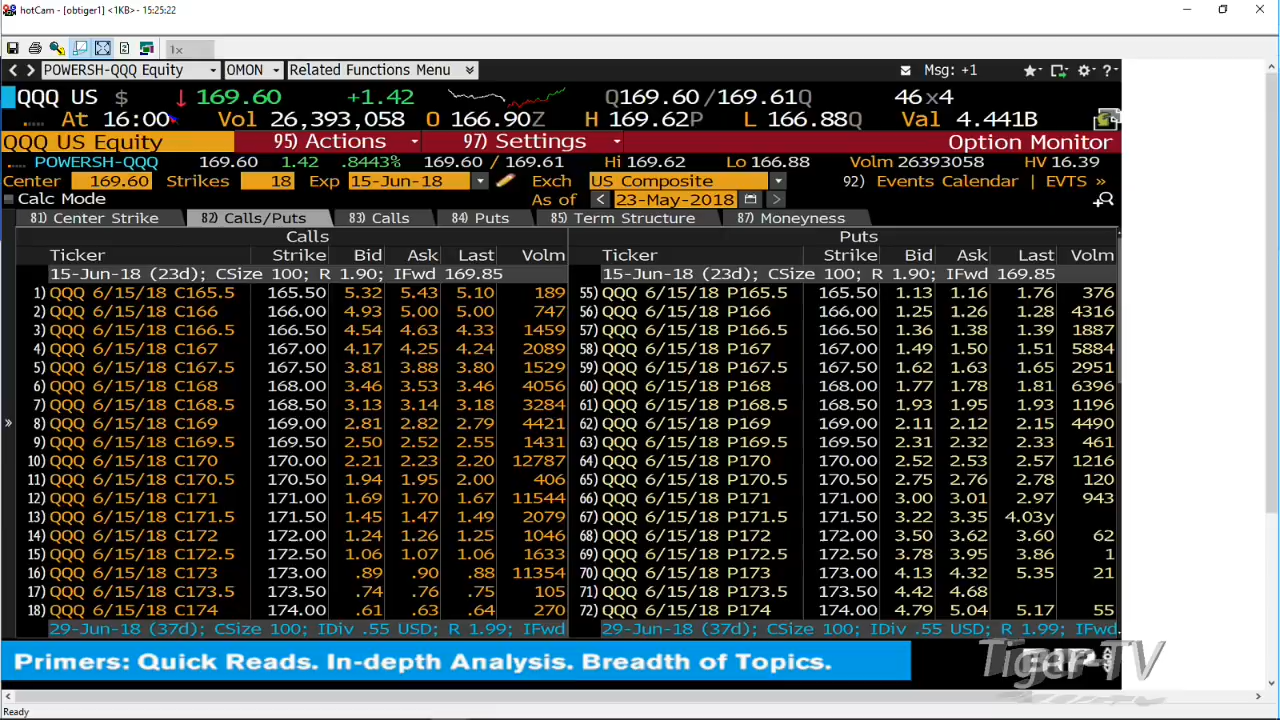 hotCam - [obtiger1] <1KB> - 15:25:22
1x
POWERSH-QQQ Equity OMON Related Functions Menu Msg: +1
QQQ US $ ↓ 169.60 +1.42 Q169.60 / 169.61Q 46 x 4
At 16:00 Vol 26,393,058 O 166.90Z H 169.62P L 166.88Q Val 4.441B
QQQ US Equity 95) Actions 97) Settings Option Monitor
POWERSH-QQQ 169.60 1.42 .8443% 169.60 / 169.61 Hi 169.62 Lo 166.88 Volm 26393058 HV 16.39
Center 169.60 Strikes 18 Exp 15-Jun-18 Exch US Composite 92) Events Calendar | EVTS »
Calc Mode As of < 23-May-2018 >
81) Center Strike 82) Calls/Puts 83) Calls 84) Puts 85) Term Structure 87) Moneyness
Calls Puts
Ticker Strike Bid Ask Last Volm Ticker Strike Bid Ask Last Volm
15-Jun-18 (23d); CSize 100; R 1.90; IFwd 169.85 15-Jun-18 (23d); CSize 100; R 1.90; IFwd 169.85
1) QQQ 6/15/18 C165.5 165.50 5.32 5.43 5.10 189 55) QQQ 6/15/18 P165.5 165.50 1.13 1.16 1.76 376
2) QQQ 6/15/18 C166 166.00 4.93 5.00 5.00 747 56) QQQ 6/15/18 P166 166.00 1.25 1.26 1.28 4316
3) QQQ 6/15/18 C166.5 166.50 4.54 4.63 4.33 1459 57) QQQ 6/15/18 P166.5 166.50 1.36 1.38 1.39 1887
4) QQQ 6/15/18 C167 167.00 4.17 4.25 4.24 2089 58) QQQ 6/15/18 P167 167.00 1.49 1.50 1.51 5884
5) QQQ 6/15/18 C167.5 167.50 3.81 3.88 3.80 1529 59) QQQ 6/15/18 P167.5 167.50 1.62 1.63 1.65 2951
6) QQQ 6/15/18 C168 168.00 3.46 3.53 3.46 4056 60) QQQ 6/15/18 P168 168.00 1.77 1.78 1.81 6396
7) QQQ 6/15/18 C168.5 168.50 3.13 3.14 3.18 3284 61) QQQ 6/15/18 P168.5 168.50 1.93 1.95 1.93 1196
8) QQQ 6/15/18 C169 169.00 2.81 2.82 2.79 4421 62) QQQ 6/15/18 P169 169.00 2.11 2.12 2.15 4490
9) QQQ 6/15/18 C169.5 169.50 2.50 2.52 2.55 1431 63) QQQ 6/15/18 P169.5 169.50 2.31 2.32 2.33 461
10) QQQ 6/15/18 C170 170.00 2.21 2.23 2.20 12787 64) QQQ 6/15/18 P170 170.00 2.52 2.53 2.57 1216
11) QQQ 6/15/18 C170.5 170.50 1.94 1.95 2.00 406 65) QQQ 6/15/18 P170.5 170.50 2.75 2.76 2.78 120
12) QQQ 6/15/18 C171 171.00 1.69 1.70 1.67 11544 66) QQQ 6/15/18 P171 171.00 3.00 3.01 2.97 943
13) QQQ 6/15/18 C171.5 171.50 1.45 1.47 1.49 2079 67) QQQ 6/15/18 P171.5 171.50 3.22 3.35 4.03y
14) QQQ 6/15/18 C172 172.00 1.24 1.26 1.25 1046 68) QQQ 6/15/18 P172 172.00 3.50 3.62 3.60 62
15) QQQ 6/15/18 C172.5 172.50 1.06 1.07 1.06 1633 69) QQQ 6/15/18 P172.5 172.50 3.78 3.95 3.86 1
16) QQQ 6/15/18 C173 173.00 .89 .90 .88 11354 70) QQQ 6/15/18 P173 173.00 4.13 4.32 5.35 21
17) QQQ 6/15/18 C173.5 173.50 .74 .76 .75 105 71) QQQ 6/15/18 P173.5 173.50 4.42 4.68
18) QQQ 6/15/18 C174 174.00 .61 .63 .64 270 72) QQQ 6/15/18 P174 174.00 4.79 5.04 5.17 55
29-Jun-18 (37d); CSize 100; IDiv .55 USD; R 1.99; IFwd 29-Jun-18 (37d); CSize 100; IDiv .55 USD; R 1.99; IFwd
Primers: Quick Reads. In-depth Analysis. Breadth of Topics.
Tiger-TV
Ready